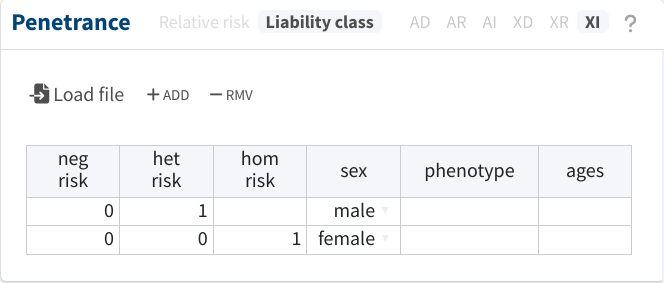 Penetrance Relative risk Liability class AD AR AI XD XR XI ?
Load file + ADD − RMV
neg risk het risk hom risk sex phenotype ages
0 1 male
0 0 1 female